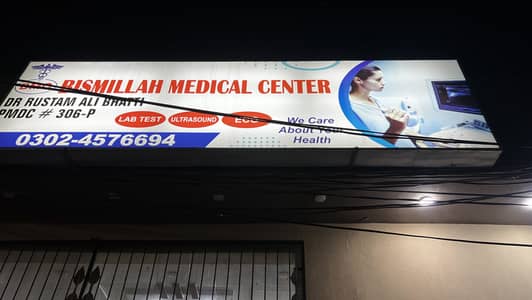 BISMILLAH MEDICAL CENTER
DR RUSTAM ALI BHATTI
PMDC # 306-P
LAB TEST
ULTRASOUND
ECG
0302-4576694
We Care
About Your
Health